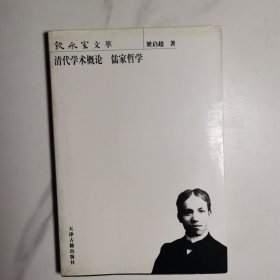 饮冰室文萃
梁启超 著
清代学术概论 儒家哲学
天津古籍出版社